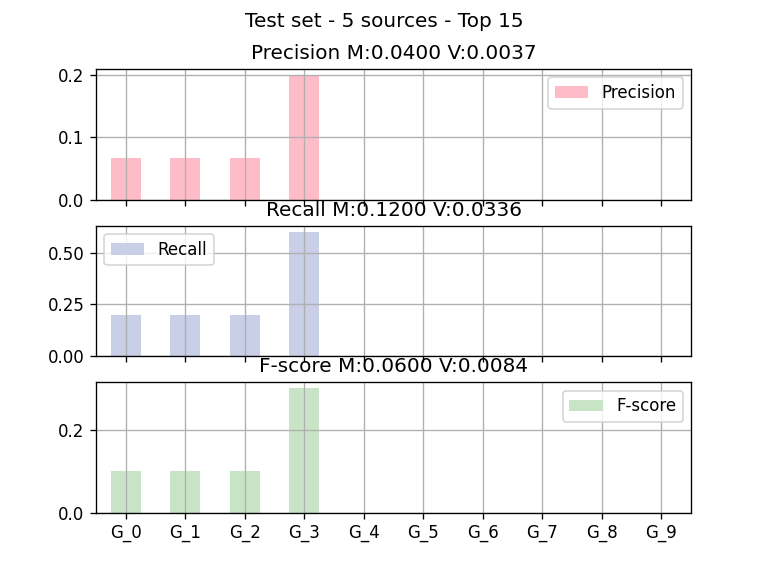 Test set - 5 sources - Top 15
Precision M:0.0400 V:0.0037
0.2
0.1
0.0
Precision
Recall M:0.1200 V:0.0336
0.50
0.25
0.00
Recall
F-score M:0.0600 V:0.0084
0.2
0.0
F-score
G_0 G_1 G_2 G_3 G_4 G_5 G_6 G_7 G_8 G_9